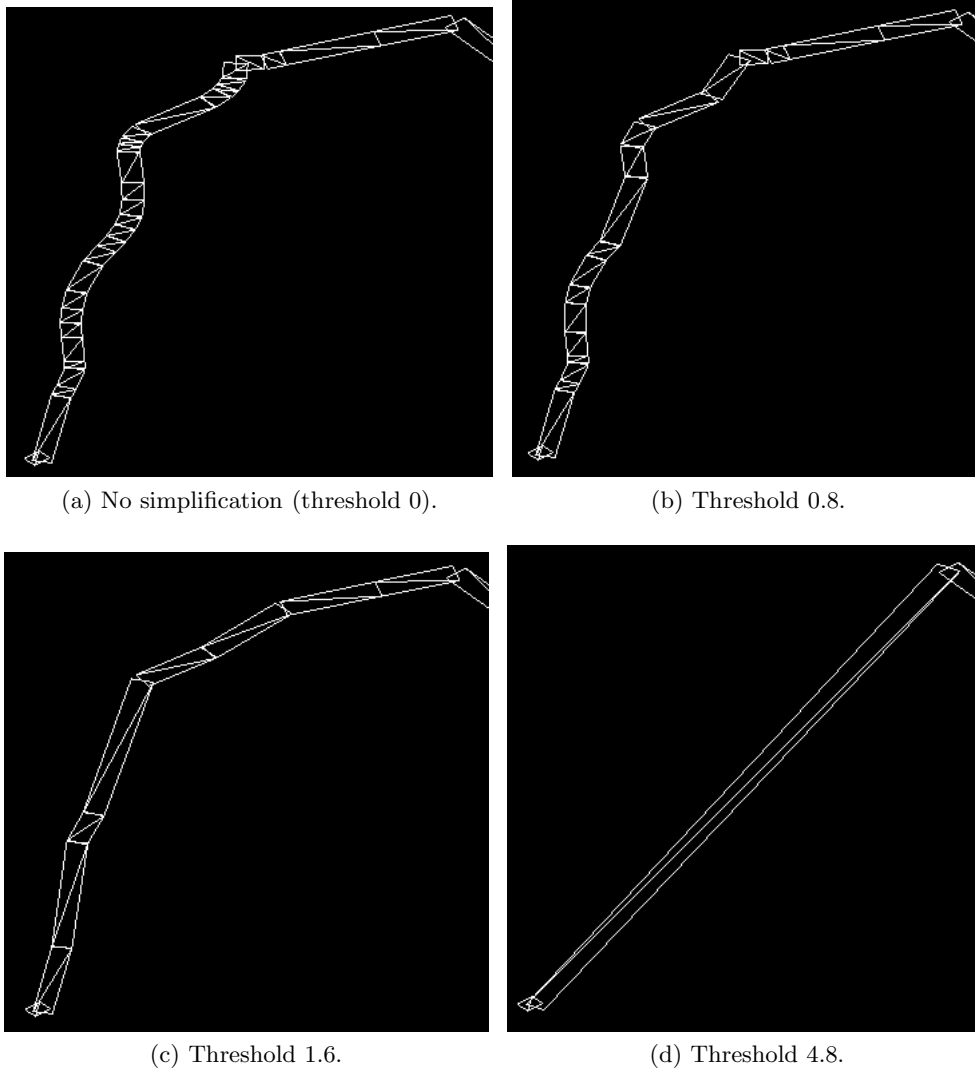 (a) No simplification (threshold 0).
(b) Threshold 0.8.
(c) Threshold 1.6.
(d) Threshold 4.8.